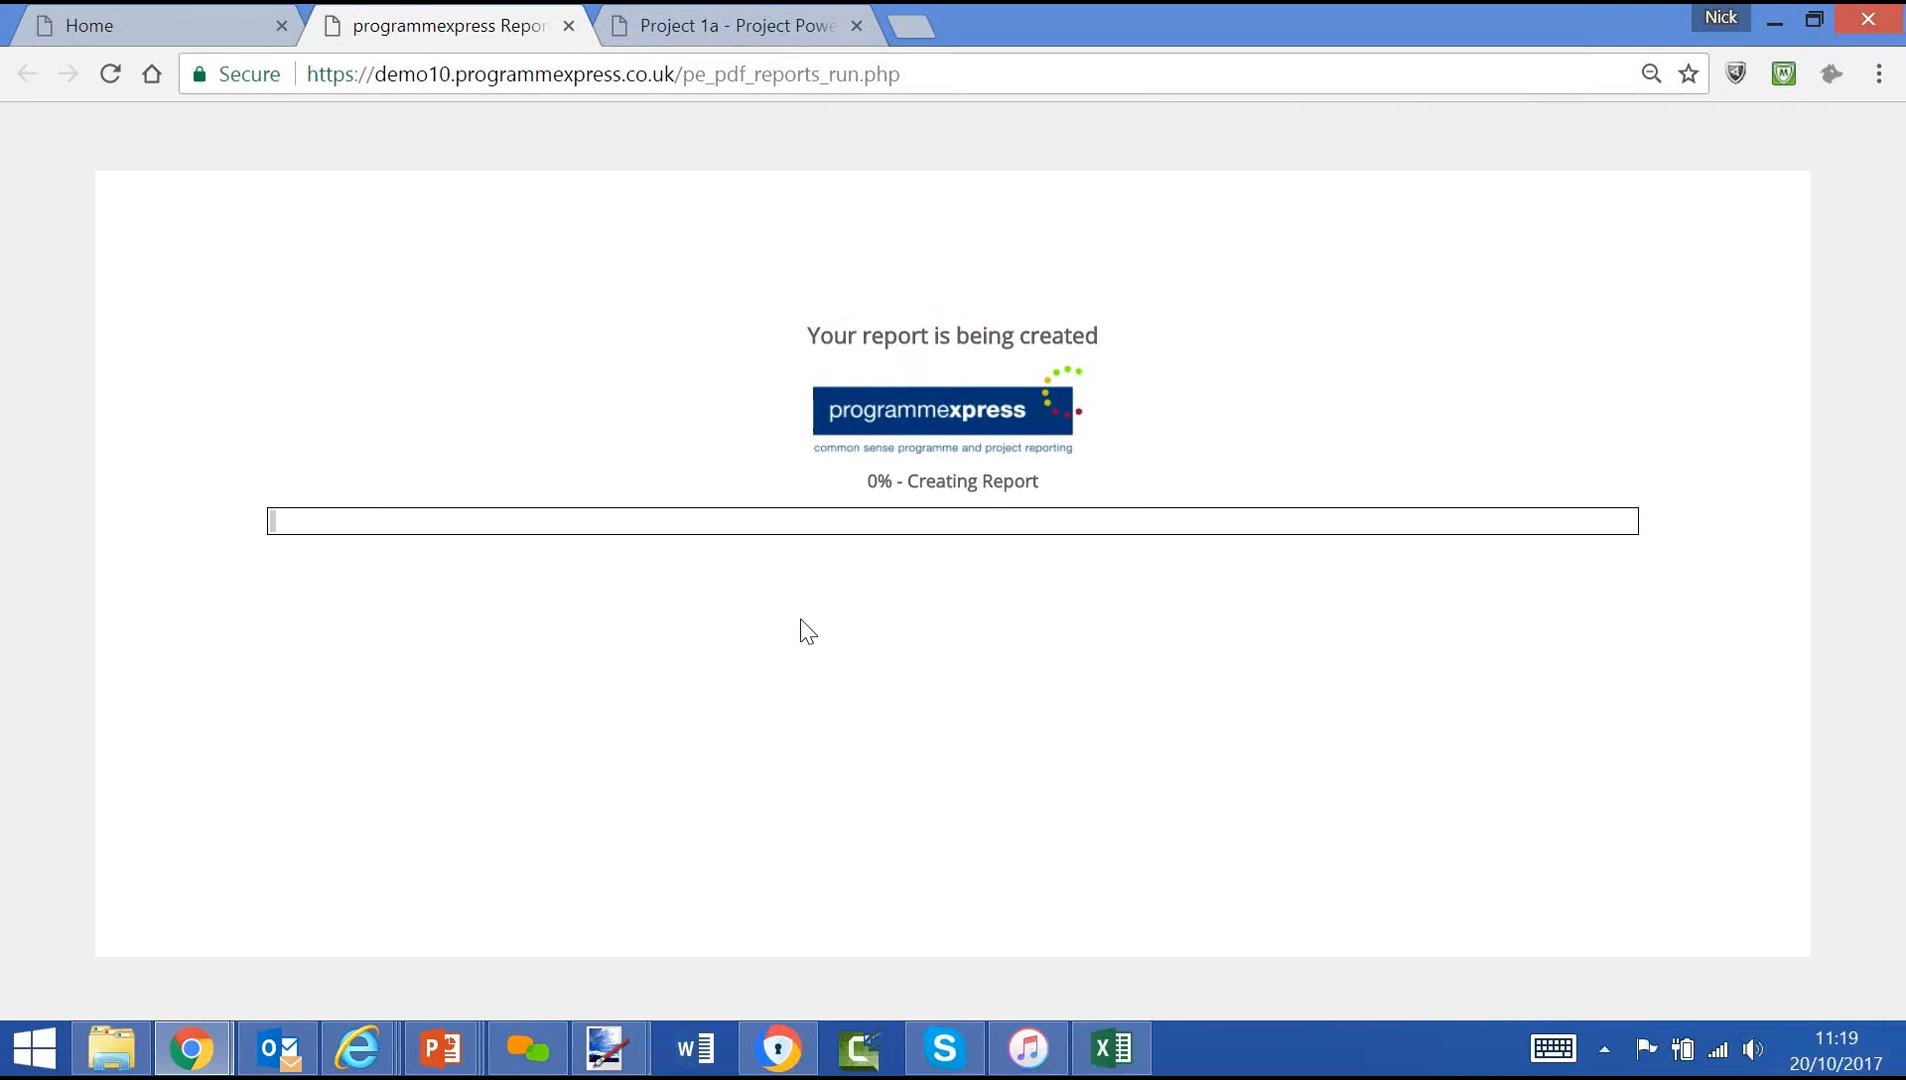 Home
programmexpress Repor
Project 1a - Project Powe
Nick
Secure
https://demo10.programmexpress.co.uk/pe_pdf_reports_run.php
Your report is being created
programmexpress
common sense programme and project reporting
0% - Creating Report
11:19
20/10/2017